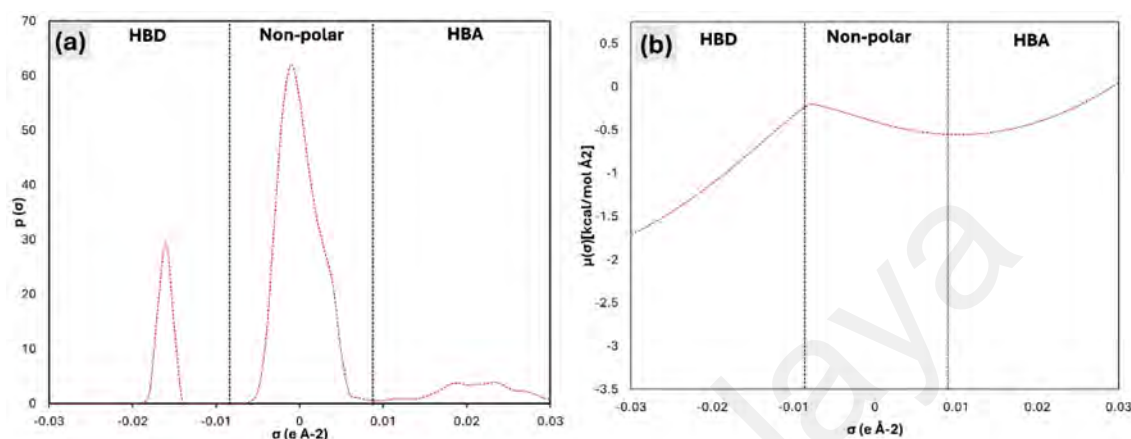 (a)
HBD
Non-polar
HBA
70
60
50
40
30
20
10
0
p (σ)
-0.03
-0.02
-0.01
0
0.01
0.02
0.03
σ (e A-2)
(b)
HBD
Non-polar
HBA
0.5
0
-0.5
-1
-1.5
-2
-2.5
-3
-3.5
μ(σ)[kcal/mol Å2]
-0.03
-0.02
-0.01
0
0.01
0.02
0.03
σ (e Å-2)
laya